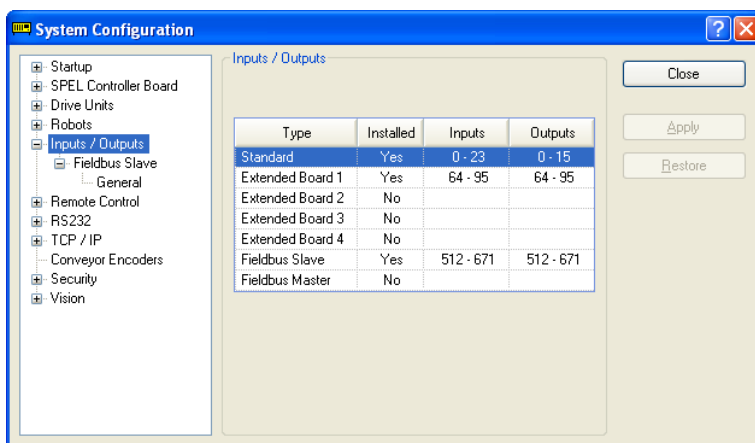 System Configuration
Startup
SPEL Controller Board
Drive Units
Robots
Inputs / Outputs
Fieldbus Slave
General
Remote Control
RS232
TCP / IP
Conveyor Encoders
Security
Vision
Inputs / Outputs
Type Installed Inputs Outputs
Standard Yes 0 - 23 0 - 15
Extended Board 1 Yes 64 - 95 64 - 95
Extended Board 2 No
Extended Board 3 No
Extended Board 4 No
Fieldbus Slave Yes 512 - 671 512 - 671
Fieldbus Master No
Close
Apply
Restore